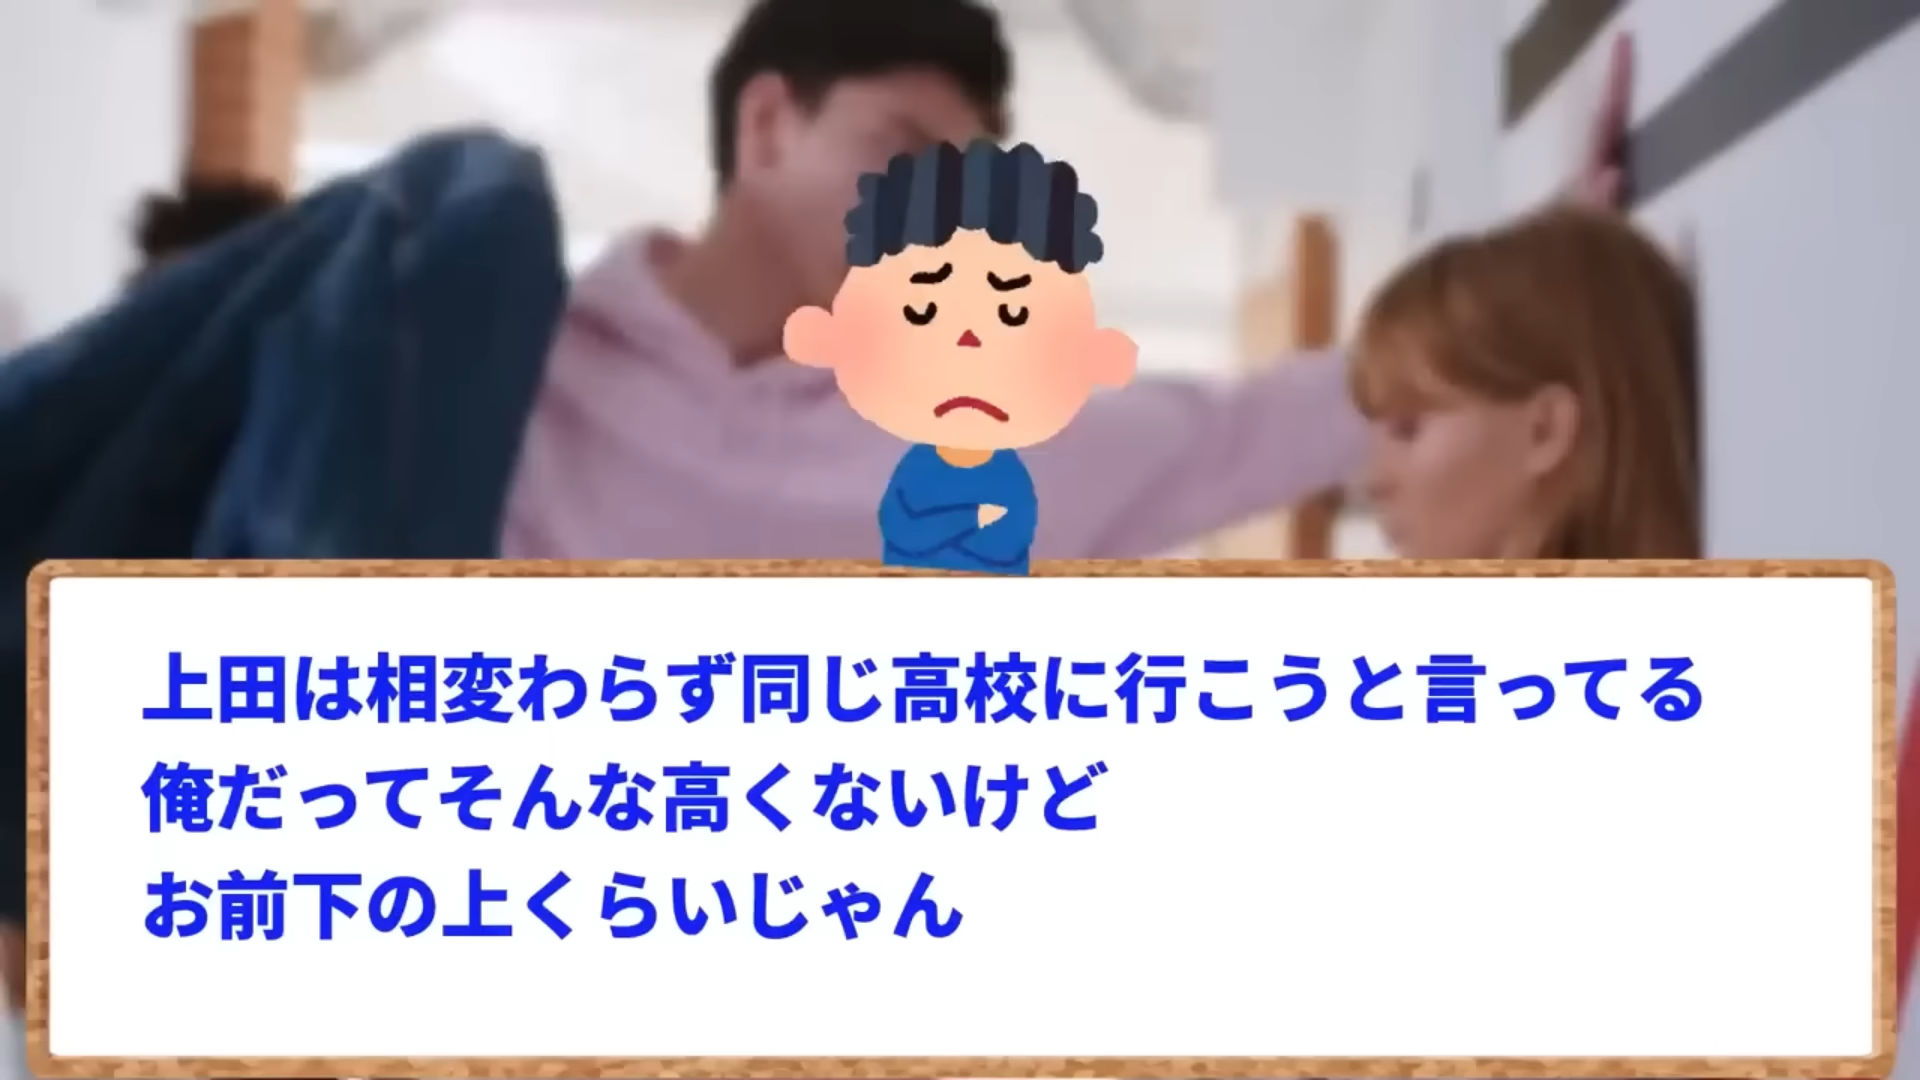 上田は相変わらず同じ高校に行こうと言ってる
俺だってそんな高くないけど
お前下の上くらいじゃん